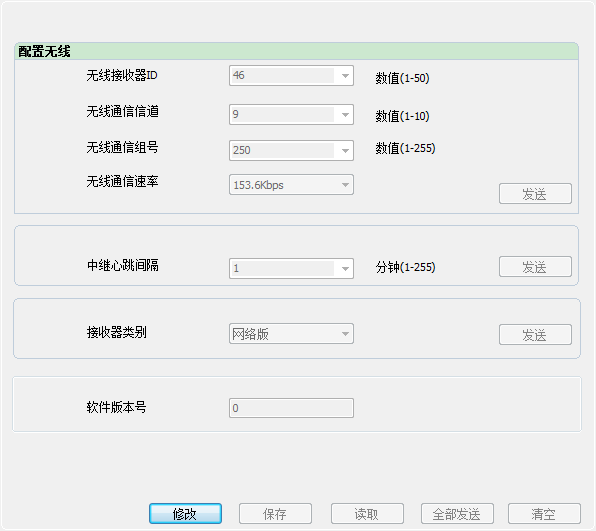 配置无线
无线接收器ID 46 数值(1-50)
无线通信信道 9 数值(1-10)
无线通信组号 250 数值(1-255)
无线通信速率 153.6Kbps
发送
中继心跳间隔 1 分钟(1-255) 发送
接收器类别 网络版 发送
软件版本号 0
修改 保存 读取 全部发送 清空